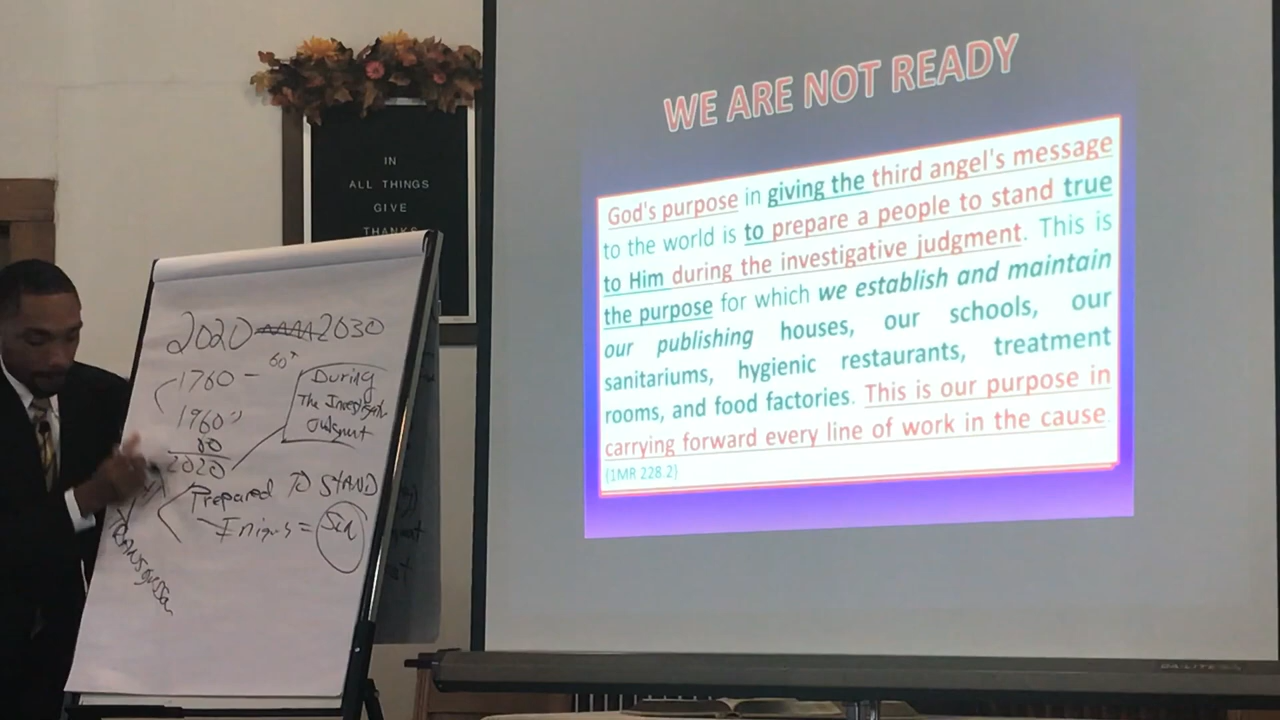 WE ARE NOT READY
God's purpose in giving the third angel's message
to the world is to prepare a people to stand true
to Him during the investigative judgment. This is
the purpose for which we establish and maintain
our publishing houses, our schools, our
sanitariums, hygienic restaurants, treatment
rooms, and food factories. This is our purpose in
carrying forward every line of work in the cause.
(1MR 228.2)
IN
ALL THINGS
GIVE
THANKS
2020 2030
1760 -
During
The
1960
60
2020
Prepared TO STAND
= Sin
DA-LITE